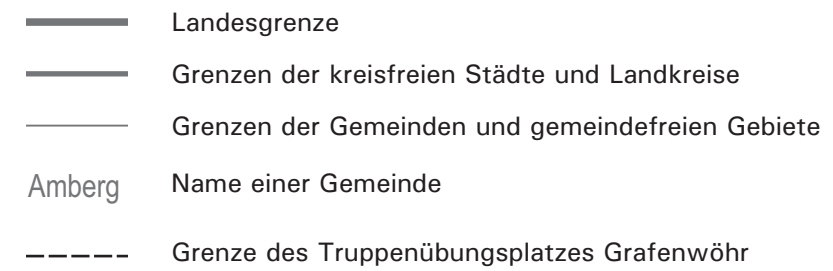 Landesgrenze
Grenzen der kreisfreien Städte und Landkreise
Grenzen der Gemeinden und gemeindefreien Gebiete
Amberg Name einer Gemeinde
Grenze des Truppenübungsplatzes Grafenwöhr